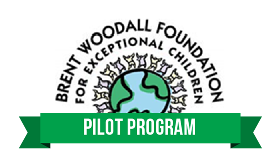 BRENT WOODALL FOUNDATION
FOR EXCEPTIONAL CHILDREN
PILOT PROGRAM